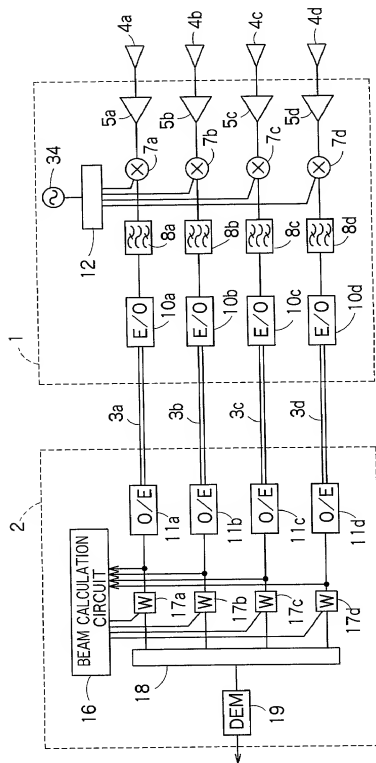 1
34
12
4a
5a
7a
8a
10a
E/O
3a
4b
5b
7b
8b
10b
E/O
3b
4c
5c
7c
8c
10c
E/O
3c
4d
5d
7d
8d
10d
E/O
3d
2
BEAM CALCULATION
CIRCUIT
16
O/E
11a
W
17a
O/E
11b
W
17b
O/E
11c
W
17c
O/E
11d
W
17d
18
DEM
19